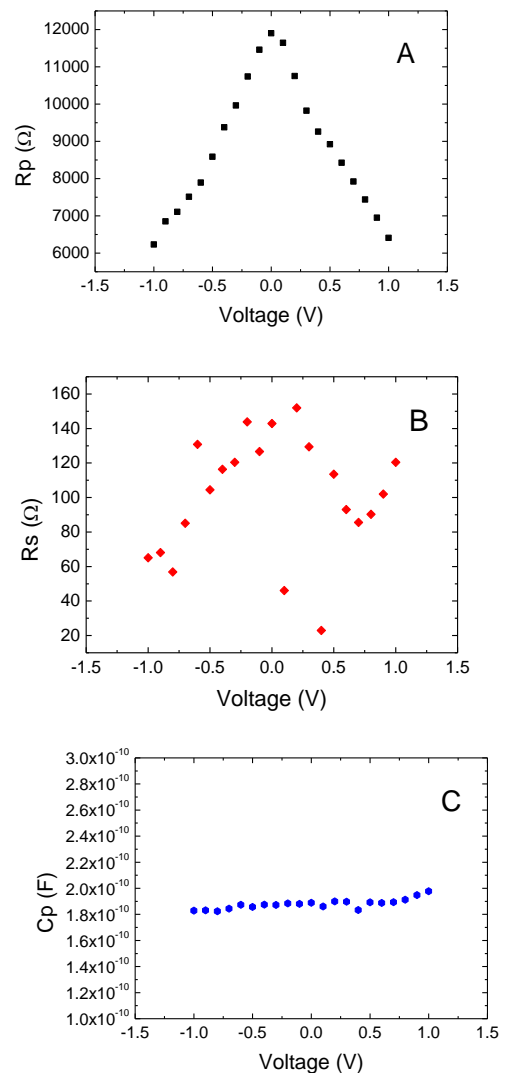 12000
11000
10000
9000
8000
7000
6000
Rp (Ω)
A
-1.5 -1.0 -0.5 0.0 0.5 1.0 1.5
Voltage (V)
160
140
120
100
80
60
40
20
Rs (Ω)
B
-1.5 -1.0 -0.5 0.0 0.5 1.0 1.5
Voltage (V)
3.0x10-10
2.8x10-10
2.6x10-10
2.4x10-10
2.2x10-10
2.0x10-10
1.8x10-10
1.6x10-10
1.4x10-10
1.2x10-10
1.0x10-10
Cp (F)
C
-1.5 -1.0 -0.5 0.0 0.5 1.0 1.5
Voltage (V)